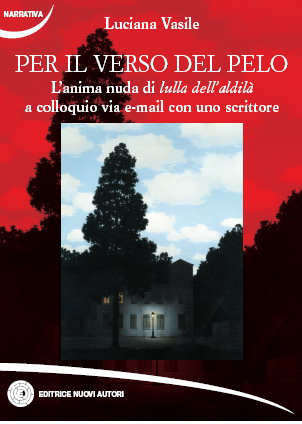 NARRATIVA
Luciana Vasile
PER IL VERSO DEL PELO
L'anima nuda di lulla dell'aldilà
a colloquio via e-mail con uno scrittore
EDITRICE NUOVI AUTORI